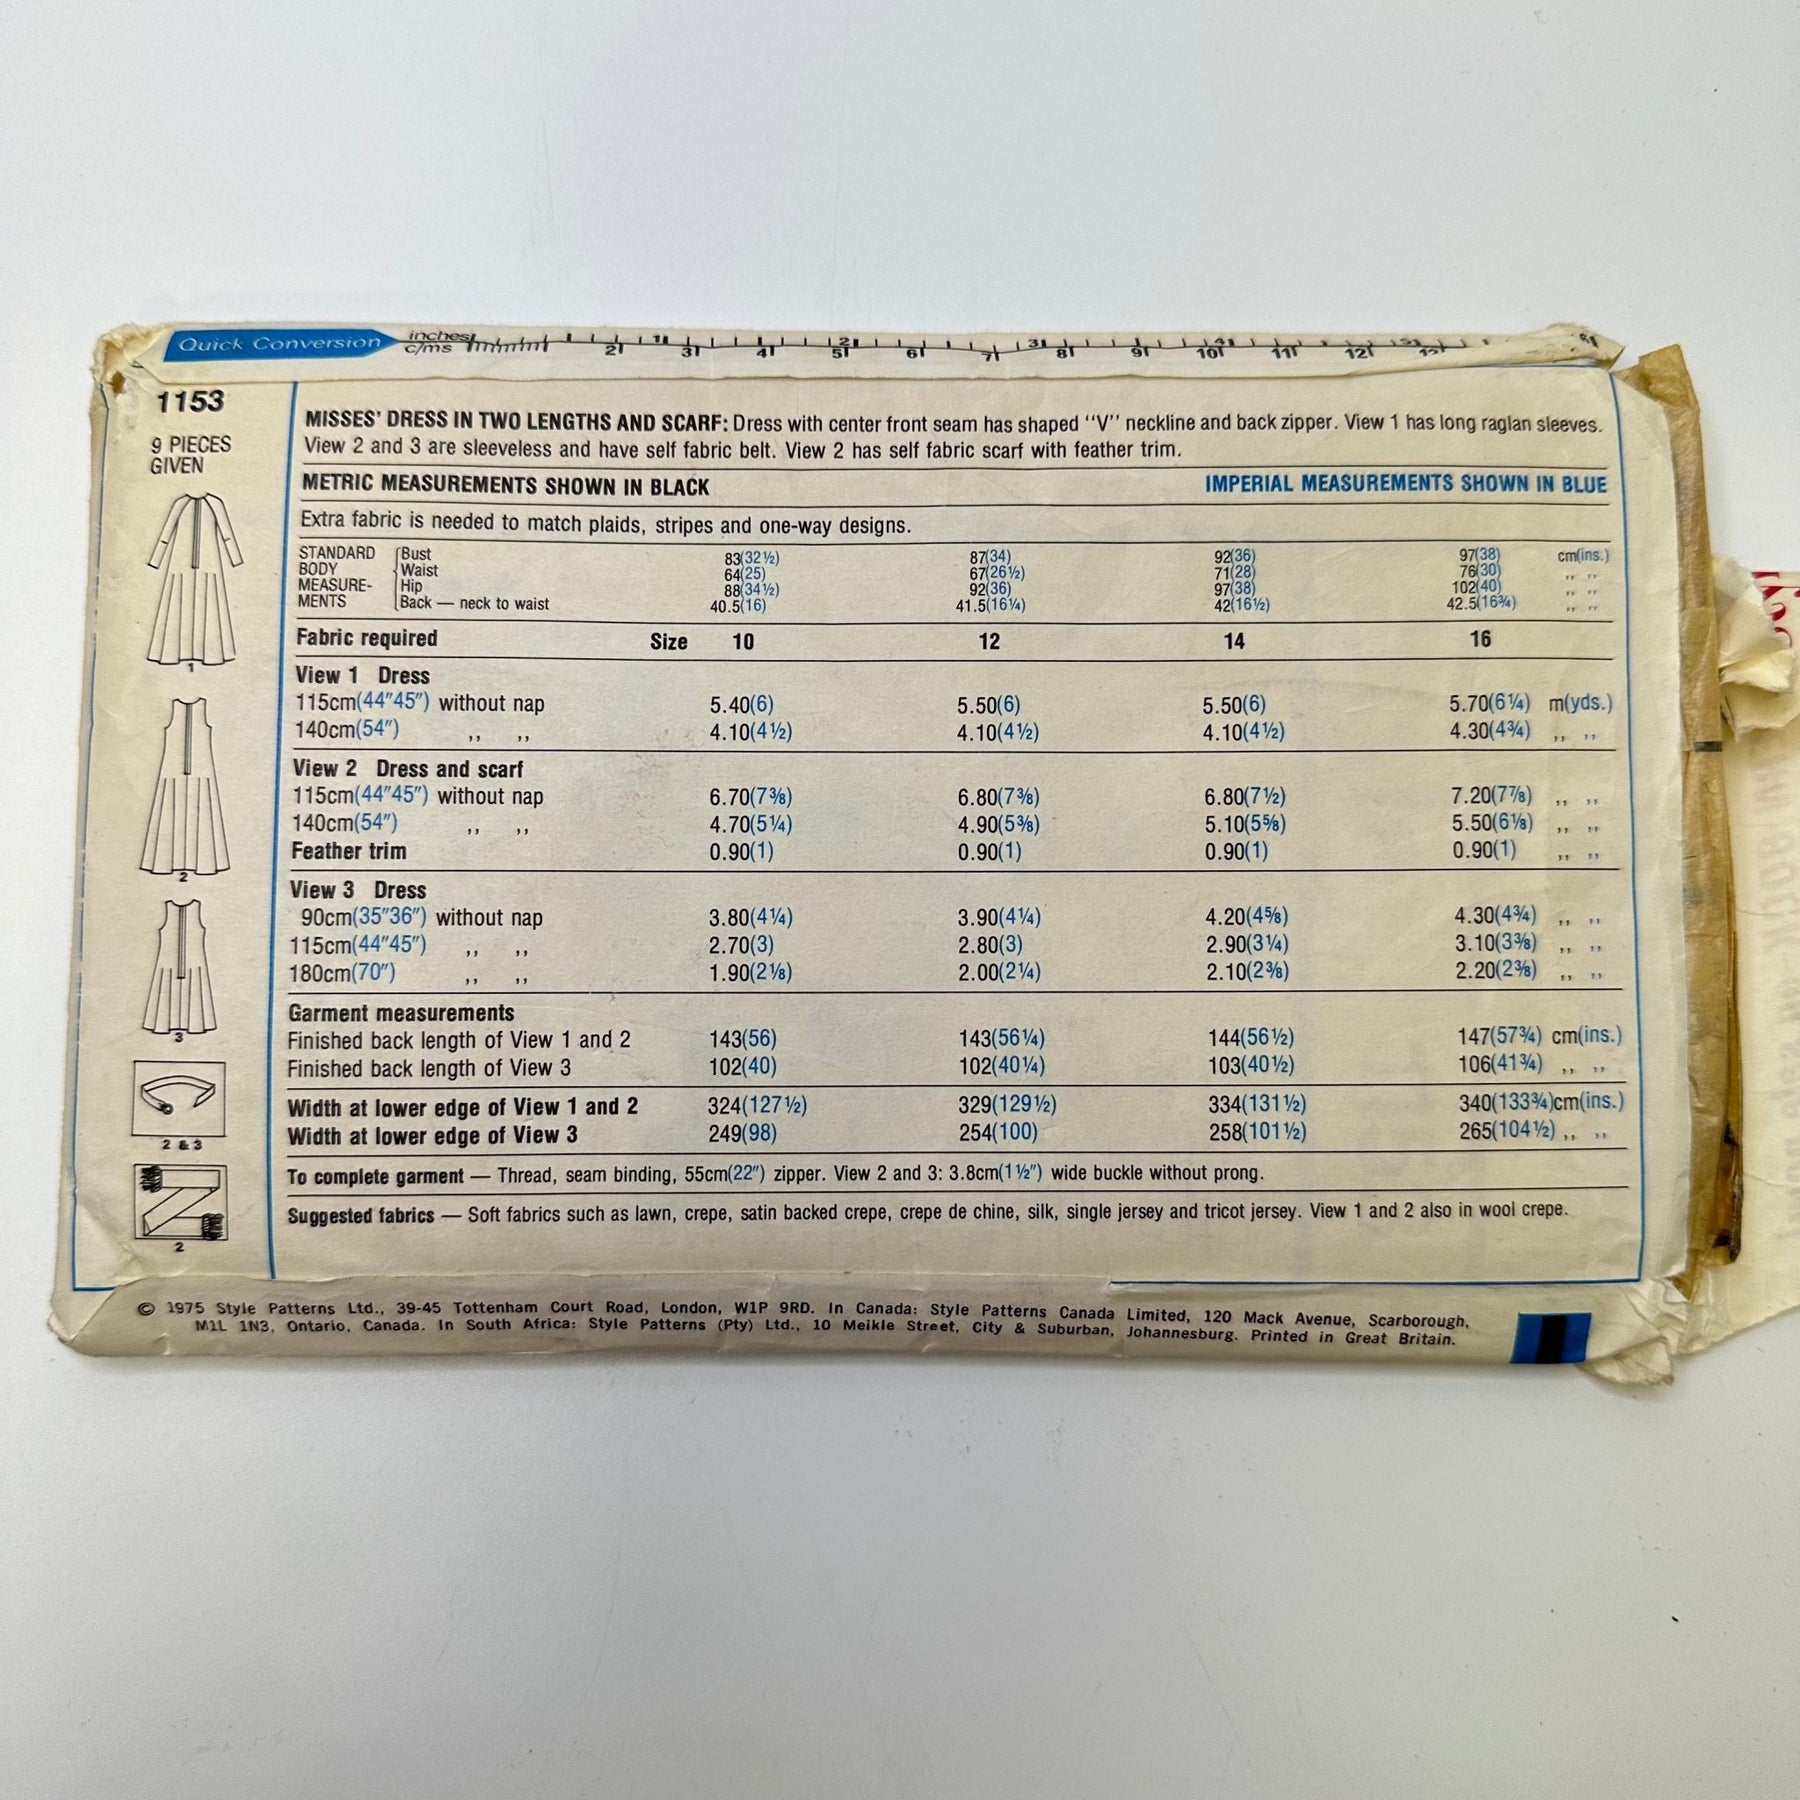 Quick Conversion inches 1 2 3 4 5
c/ms 2 3 4 5 6 7 8 9 10 11 12
1153
9 PIECES
GIVEN
1
2
3
2 & 3
2
MISSES' DRESS IN TWO LENGTHS AND SCARF: Dress with center front seam has shaped "V" neckline and back zipper. View 1 has long raglan sleeves.
View 2 and 3 are sleeveless and have self fabric belt. View 2 has self fabric scarf with feather trim.
METRIC MEASUREMENTS SHOWN IN BLACK IMPERIAL MEASUREMENTS SHOWN IN BLUE
Extra fabric is needed to match plaids, stripes and one-way designs.
STANDARD Bust 83(32½) 87(34) 92(36) 97(38) cm(ins.)
BODY Waist 64(25) 67(26½) 71(28) 76(30) ,, ,,
MEASURE- Hip 88(34½) 92(36) 97(38) 102(40) ,, ,,
MENTS Back — neck to waist 40.5(16) 41.5(16¼) 42(16½) 42.5(16¾) ,, ,,
Fabric required Size 10 12 14 16
View 1 Dress
115cm(44"45") without nap 5.40(6) 5.50(6) 5.50(6) 5.70(6¼) m(yds.)
140cm(54") ,, ,, 4.10(4½) 4.10(4½) 4.10(4½) 4.30(4¾) ,, ,,
View 2 Dress and scarf
115cm(44"45") without nap 6.70(7⅜) 6.80(7⅜) 6.80(7½) 7.20(7⅞) ,, ,,
140cm(54") ,, ,, 4.70(5¼) 4.90(5⅜) 5.10(5⅝) 5.50(6⅛) ,, ,,
Feather trim 0.90(1) 0.90(1) 0.90(1) 0.90(1) ,, ,,
View 3 Dress
90cm(35"36") without nap 3.80(4¼) 3.90(4¼) 4.20(4⅝) 4.30(4¾) ,, ,,
115cm(44"45") ,, ,, 2.70(3) 2.80(3) 2.90(3¼) 3.10(3⅜) ,, ,,
180cm(70") ,, ,, 1.90(2⅛) 2.00(2¼) 2.10(2⅜) 2.20(2⅜) ,, ,,
Garment measurements
Finished back length of View 1 and 2 143(56) 143(56¼) 144(56½) 147(57¾) cm(ins.)
Finished back length of View 3 102(40) 102(40¼) 103(40½) 106(41¾) ,, ,,
Width at lower edge of View 1 and 2 324(127½) 329(129½) 334(131½) 340(133¾)cm(ins.)
Width at lower edge of View 3 249(98) 254(100) 258(101½) 265(104½) ,, ,,
To complete garment — Thread, seam binding, 55cm(22") zipper. View 2 and 3: 3.8cm(1½") wide buckle without prong.
Suggested fabrics — Soft fabrics such as lawn, crepe, satin backed crepe, crepe de chine, silk, single jersey and tricot jersey. View 1 and 2 also in wool crepe.
© 1975 Style Patterns Ltd., 39-45 Tottenham Court Road, London, W1P 9RD. In Canada: Style Patterns Canada Limited, 120 Mack Avenue, Scarborough,
M1L 1N3, Ontario, Canada. In South Africa: Style Patterns (Pty) Ltd., 10 Meikle Street, City & Suburban, Johannesburg. Printed in Great Britain.